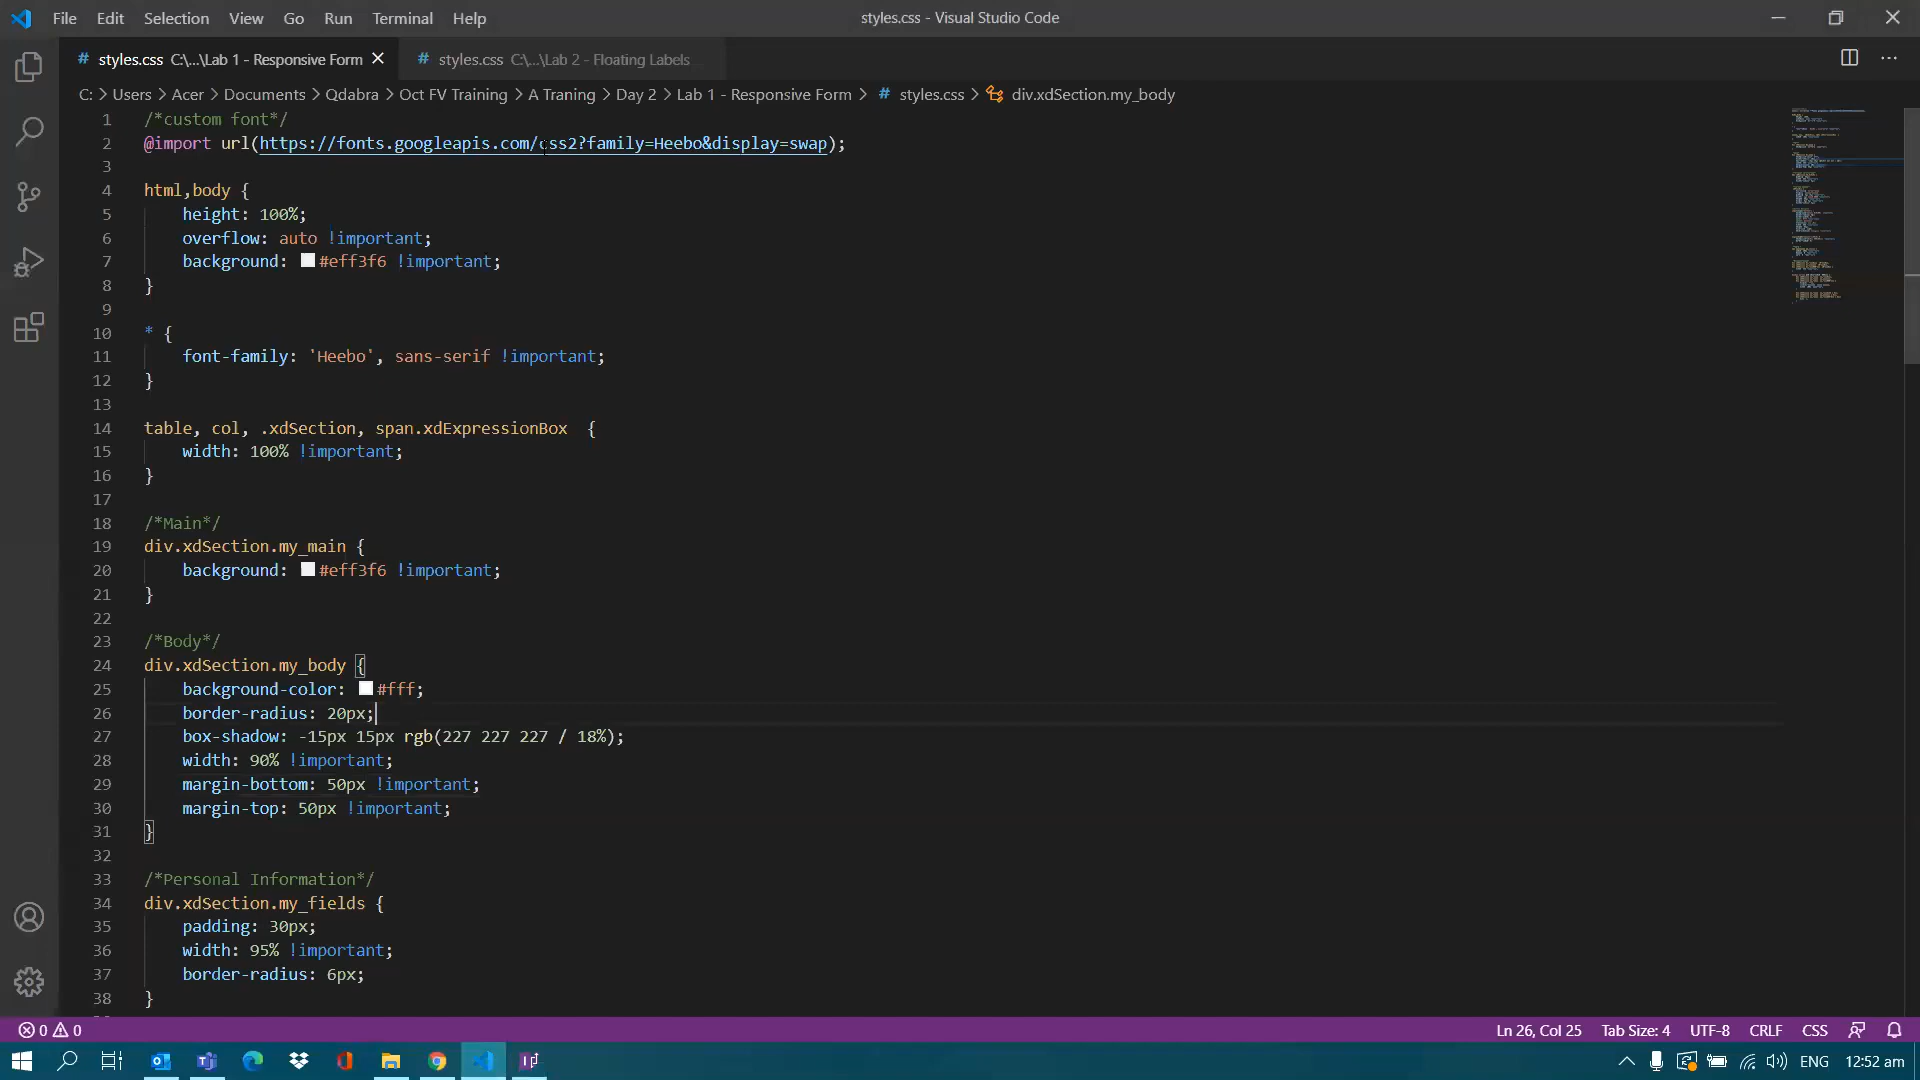 File Edit Selection View Go Run Terminal Help
styles.css - Visual Studio Code
# styles.css C:\...\Lab 1 - Responsive Form
# styles.css C:\...\Lab 2 - Floating Labels
C: > Users > Acer > Documents > Qdabra > Oct FV Training > A Traning > Day 2 > Lab 1 - Responsive Form > # styles.css > div.xdSection.my_body
1 /*custom font*/
2 @import url(https://fonts.googleapis.com/css2?family=Heebo&display=swap);
3
4 html,body {
5 height: 100%;
6 overflow: auto !important;
7 background: #eff3f6 !important;
8 }
9
10 * {
11 font-family: 'Heebo', sans-serif !important;
12 }
13
14 table, col, .xdSection, span.xdExpressionBox  {
15 width: 100% !important;
16 }
17
18 /*Main*/
19 div.xdSection.my_main {
20 background: #eff3f6 !important;
21 }
22
23 /*Body*/
24 div.xdSection.my_body {
25 background-color: #fff;
26 border-radius: 20px;
27 box-shadow: -15px 15px rgb(227 227 227 / 18%);
28 width: 90% !important;
29 margin-bottom: 50px !important;
30 margin-top: 50px !important;
31 }
32
33 /*Personal Information*/
34 div.xdSection.my_fields {
35 padding: 30px;
36 width: 95% !important;
37 border-radius: 6px;
38 }
0 0
Ln 26, Col 25 Tab Size: 4 UTF-8 CRLF CSS
ENG 12:52 am